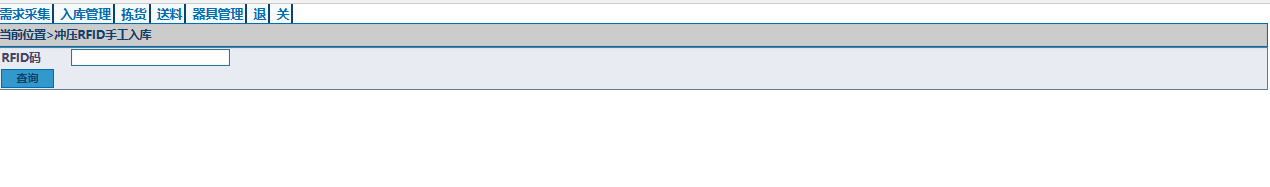 需求采集 入库管理 拣货 送料 器具管理 退 关
当前位置>冲压RFID手工入库
RFID码
查询